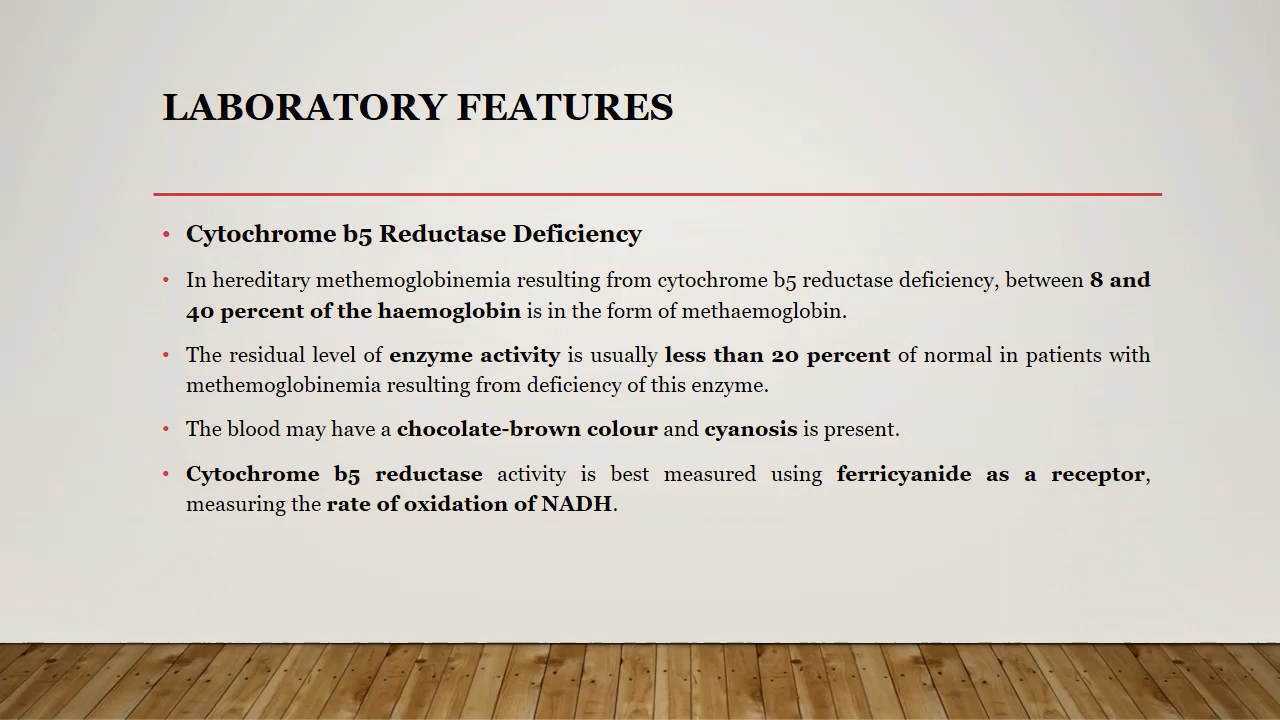 LABORATORY FEATURES
• Cytochrome b5 Reductase Deficiency
• In hereditary methemoglobinemia resulting from cytochrome b5 reductase deficiency, between 8 and
40 percent of the haemoglobin is in the form of methaemoglobin.
• The residual level of enzyme activity is usually less than 20 percent of normal in patients with
methemoglobinemia resulting from deficiency of this enzyme.
• The blood may have a chocolate-brown colour and cyanosis is present.
• Cytochrome b5 reductase activity is best measured using ferricyanide as a receptor,
measuring the rate of oxidation of NADH.